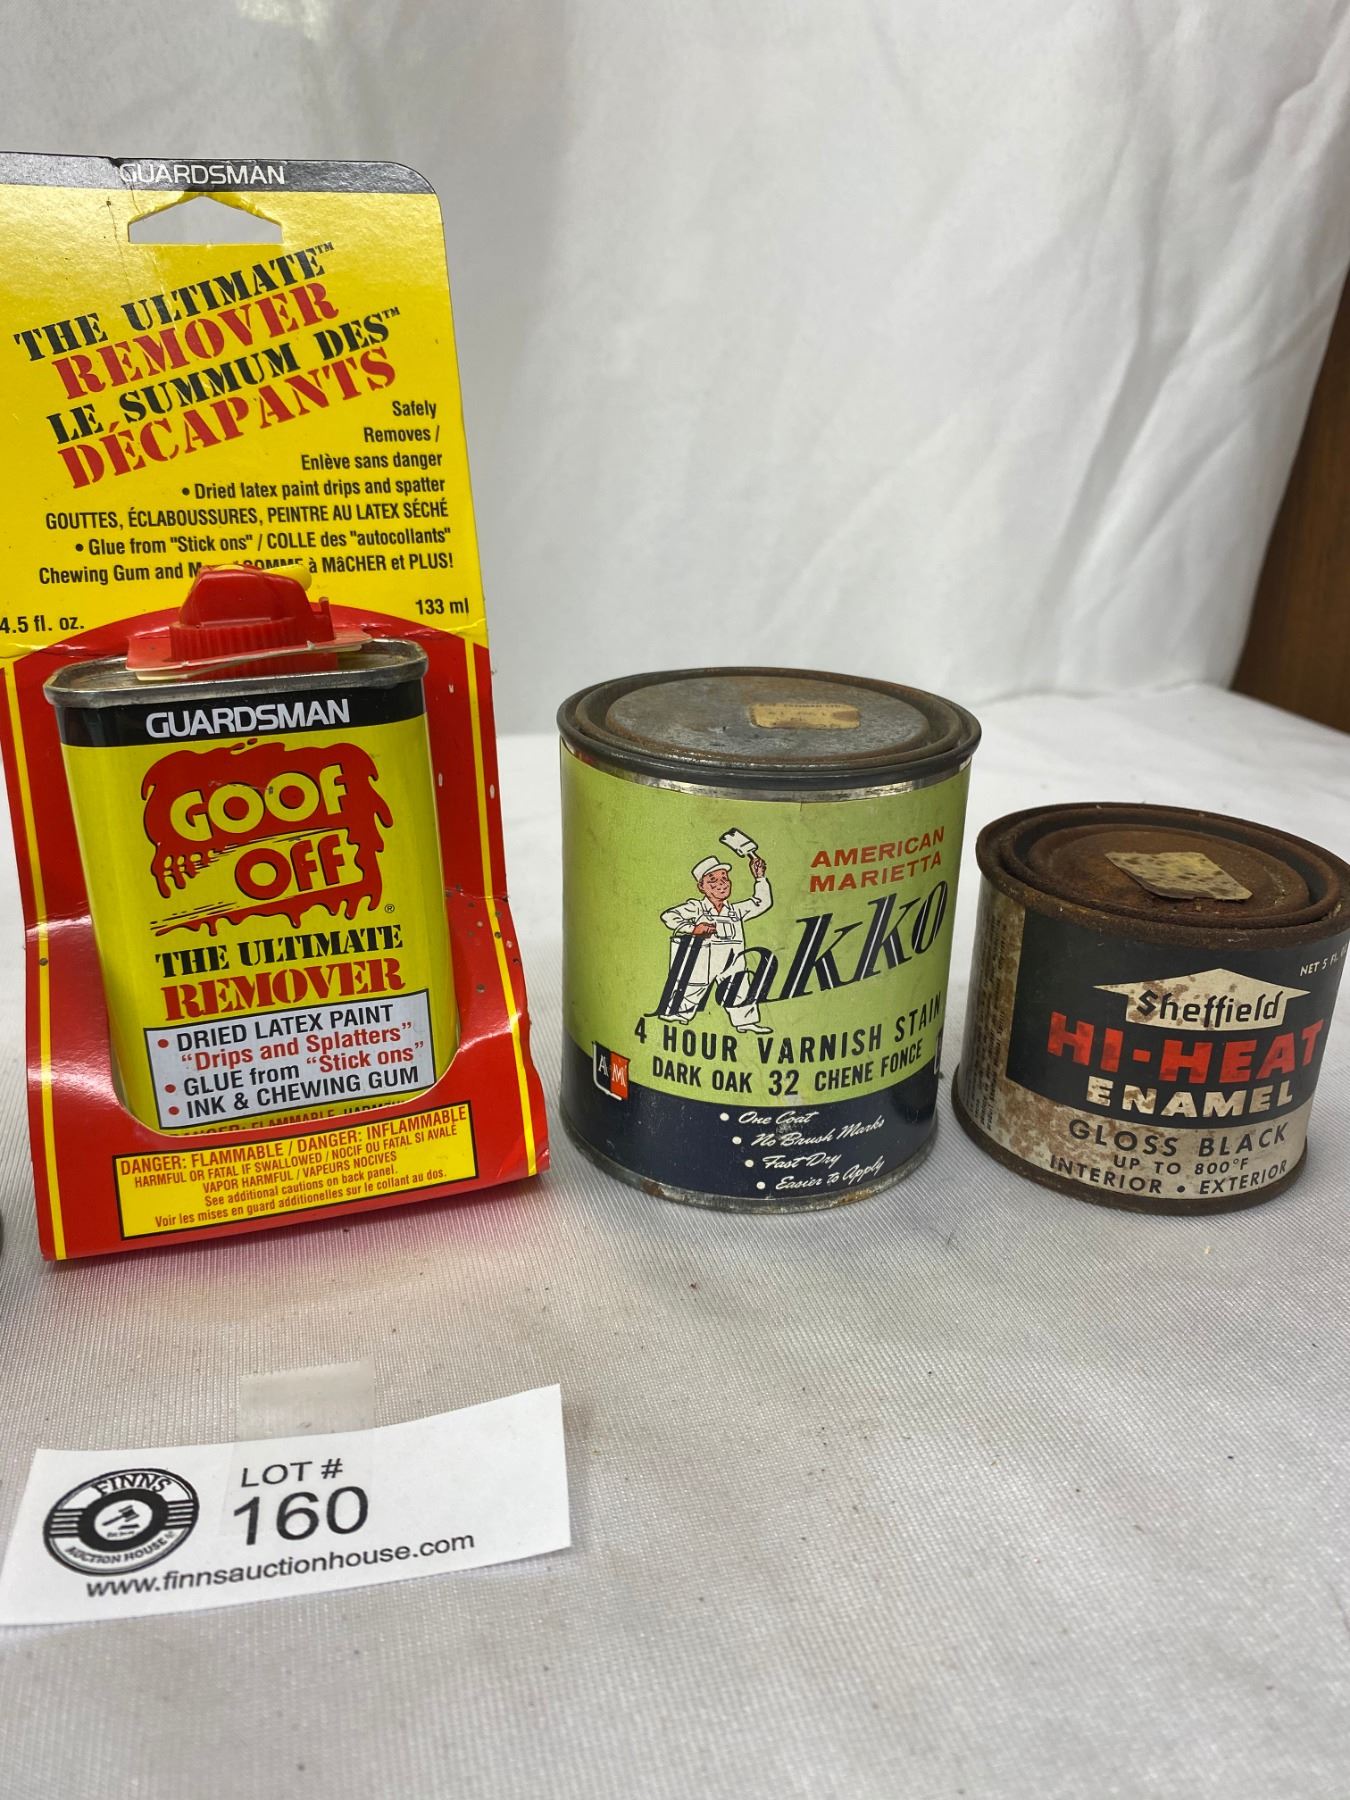 GUARDSMAN
THE ULTIMATE™
REMOVER
LE SUMMUM DES™
DÉCAPANTS
Safely
Removes /
Enlève sans danger
• Dried latex paint drips and spatter
GOUTTES, ÉCLABOUSSURES, PEINTRE AU LATEX SÉCHÉ
• Glue from "Stick ons" / COLLE des "autocollants"
Chewing Gum and GOMME à MâCHER et PLUS!
4.5 fl. oz.
133 ml
GUARDSMAN
GOOF
OFF
®
THE ULTIMATE
REMOVER
• DRIED LATEX PAINT
"Drips and Splatters"
• GLUE from "Stick ons"
• INK & CHEWING GUM
DANGER: FLAMMABLE / DANGER: INFLAMMABLE
HARMFUL OR FATAL IF SWALLOWED / NOCIF OU FATAL SI AVALÉ
VAPOR HARMFUL / VAPEURS NOCIVES
See additional cautions on back panel.
Voir les mises en guard additionelles sur le collant au dos.
AMERICAN
MARIETTA
Lakko
4 HOUR VARNISH STAIN
DARK OAK 32 CHENE FONCE
A-M
• One Coat
• No Brush Marks
• Fast Dry
• Easier to Apply
NET 5 FL.
Sheffield
HI-HEAT
ENAMEL
GLOSS BLACK
UP TO 800°F
INTERIOR • EXTERIOR
FINNS
AUCTION HOUSE
LOT #
160
www.finnsauctionhouse.com